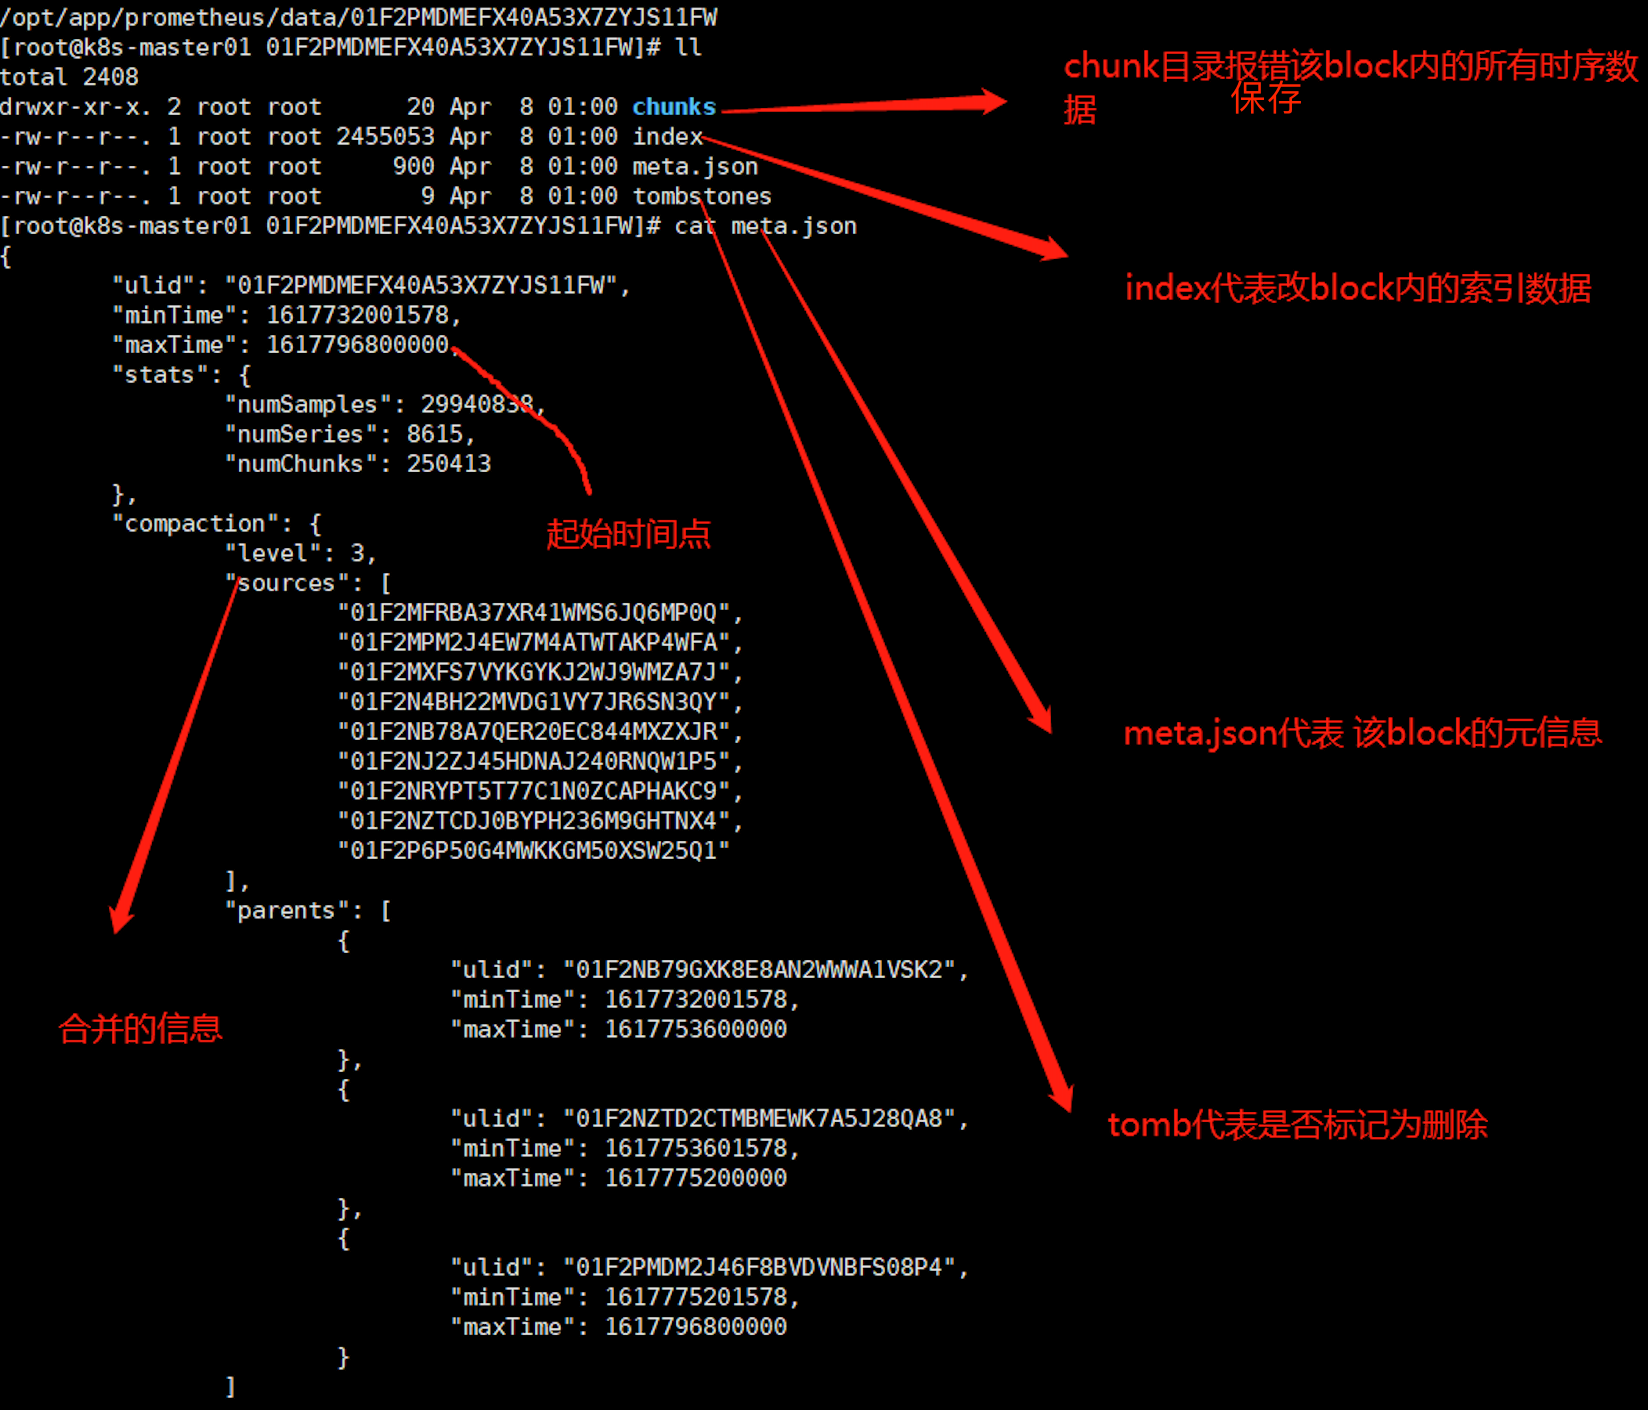 /opt/app/prometheus/data/01F2PMDMEFX40A53X7ZYJS11FW
[root@k8s-master01 01F2PMDMEFX40A53X7ZYJS11FW]# ll
total 2408
drwxr-xr-x. 2 root root      20 Apr  8 01:00 chunks
chunk目录报错该block内的所有时序数
据 保存
-rw-r--r--. 1 root root 2455053 Apr  8 01:00 index
-rw-r--r--. 1 root root     900 Apr  8 01:00 meta.json
-rw-r--r--. 1 root root       9 Apr  8 01:00 tombstones
[root@k8s-master01 01F2PMDMEFX40A53X7ZYJS11FW]# cat meta.json
{
"ulid": "01F2PMDMEFX40A53X7ZYJS11FW",
index代表改block内的索引数据
"minTime": 1617732001578,
"maxTime": 1617796800000,
"stats": {
"numSamples": 29940838,
"numSeries": 8615,
"numChunks": 250413
},
"compaction": {
起始时间点
"level": 3,
"sources": [
"01F2MFRBA37XR41WMS6JQ6MP0Q",
"01F2MPM2J4EW7M4ATWTAKP4WFA",
"01F2MXFS7VYKGYKJ2WJ9WMZA7J",
"01F2N4BH22MVDG1VY7JR6SN3QY",
"01F2NB78A7QER20EC844MXZXJR",
meta.json代表 该block的元信息
"01F2NJ2ZJ45HDNAJ240RNQW1P5",
"01F2NRYPT5T77C1N0ZCAPHAKC9",
"01F2NZTCDJ0BYPH236M9GHTNX4",
"01F2P6P50G4MWKKGM50XSW25Q1"
],
"parents": [
{
"ulid": "01F2NB79GXK8E8AN2WWWA1VSK2",
"minTime": 1617732001578,
"maxTime": 1617753600000
合并的信息
},
{
"ulid": "01F2NZTD2CTMBMEWK7A5J28QA8",
tomb代表是否标记为删除
"minTime": 1617753601578,
"maxTime": 1617775200000
},
{
"ulid": "01F2PMDM2J46F8BVDVNBFS08P4",
"minTime": 1617775201578,
"maxTime": 1617796800000
}
]